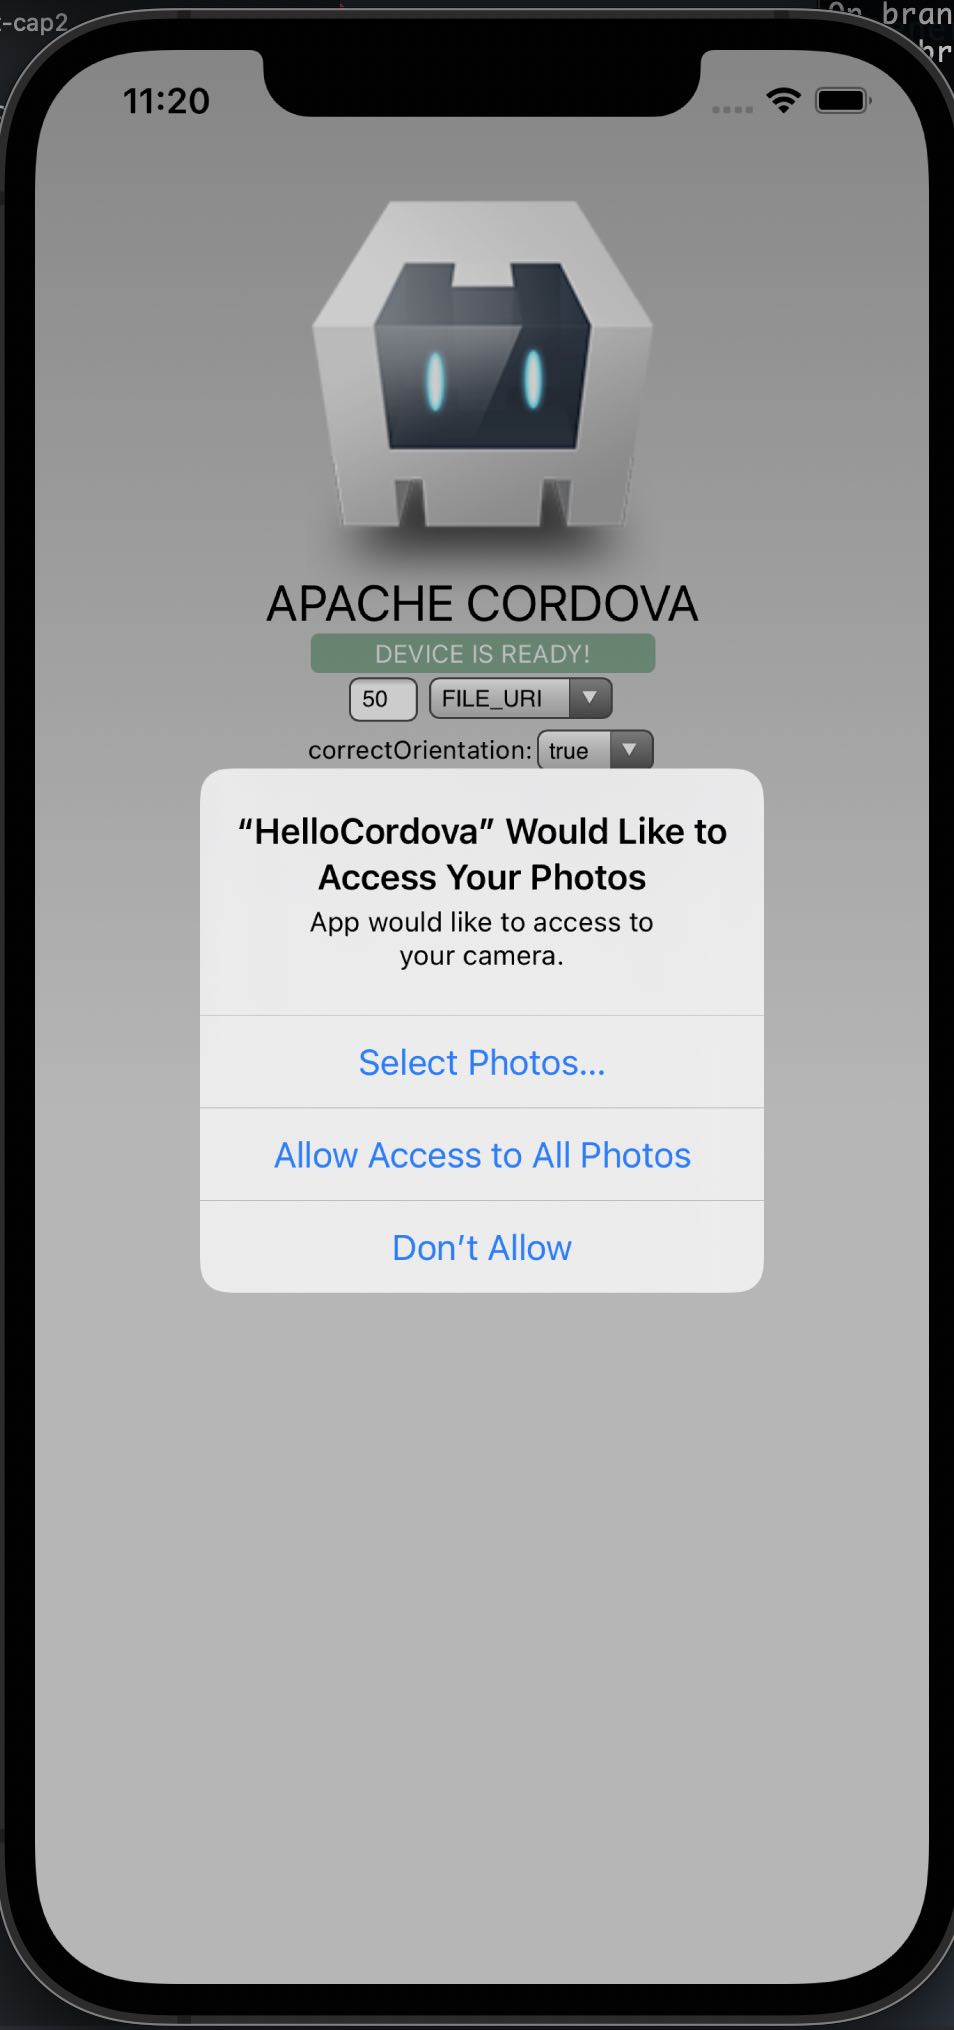 t-cap2
On bran
br
11:20
APACHE CORDOVA
DEVICE IS READY!
50 FILE_URI
correctOrientation: true
“HelloCordova” Would Like to
Access Your Photos
App would like to access to
your camera.
Select Photos...
Allow Access to All Photos
Don’t Allow